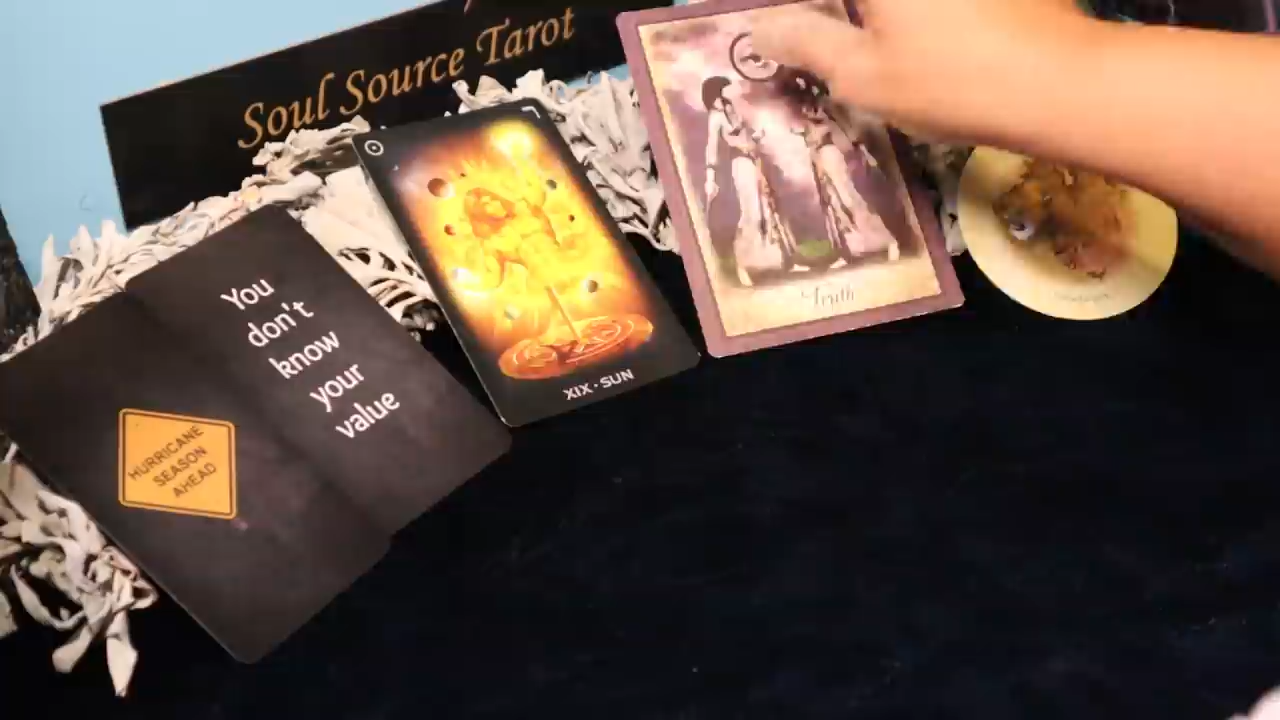 Soul Source Tarot
You
don't
know
your
value
HURRICANE
SEASON
AHEAD
XIX · SUN
Truth